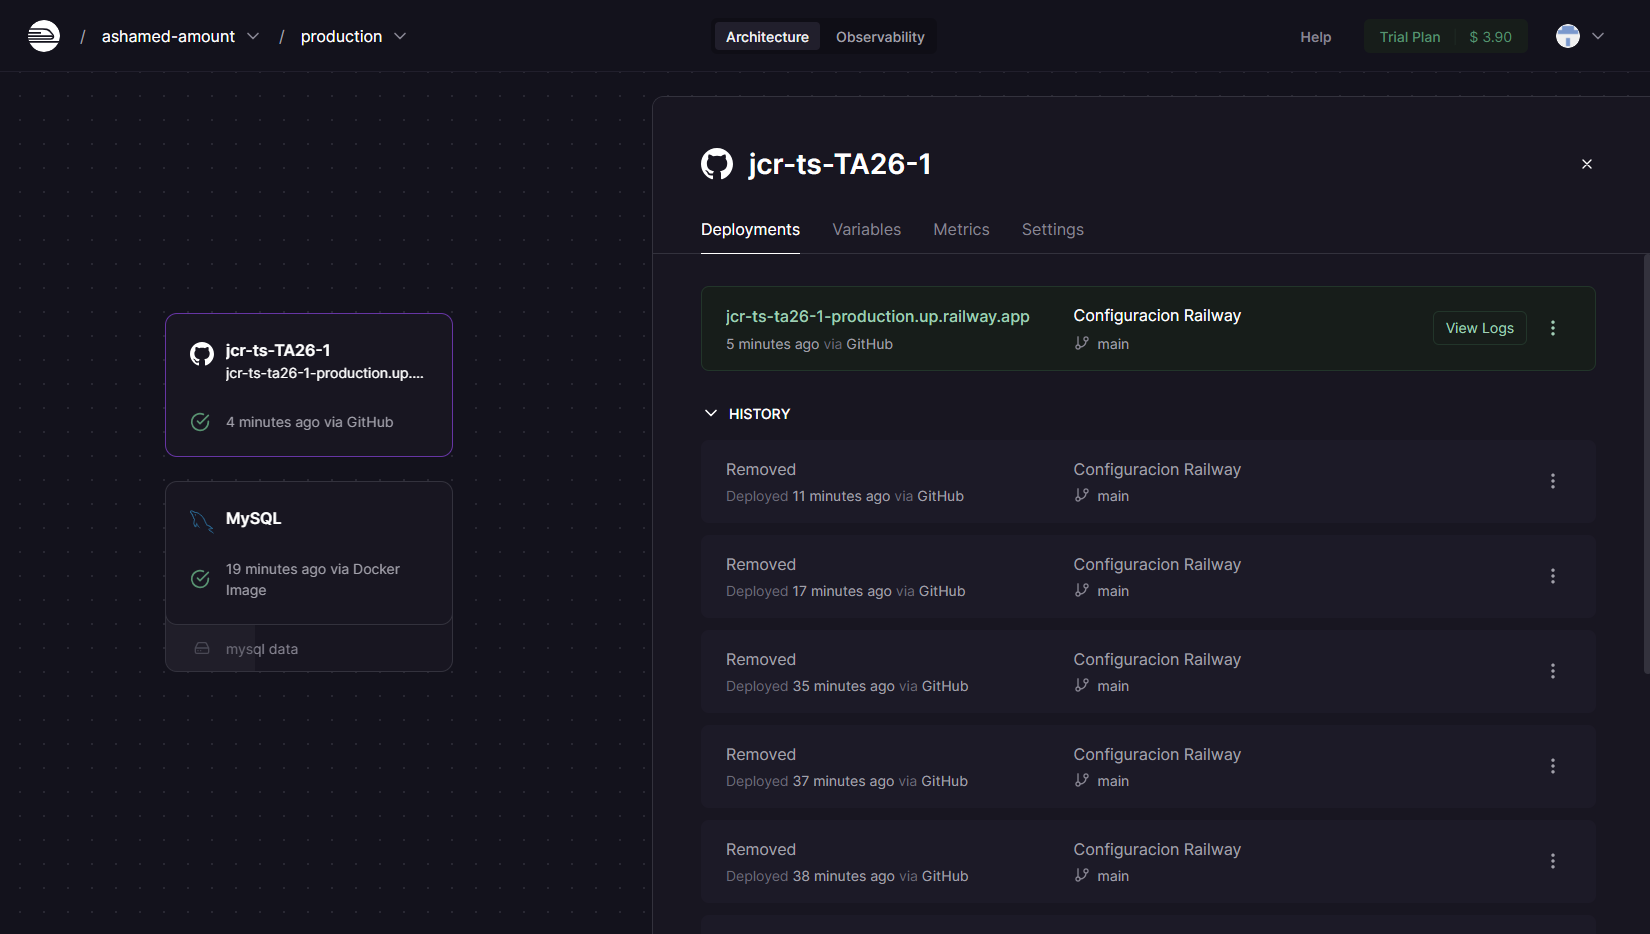 / ashamed-amount / production
Architecture Observability
Help Trial Plan $ 3.90
jcr-ts-TA26-1
jcr-ts-ta26-1-production.up....
4 minutes ago via GitHub
MySQL
19 minutes ago via Docker
Image
mysql data
jcr-ts-TA26-1
Deployments Variables Metrics Settings
jcr-ts-ta26-1-production.up.railway.app
5 minutes ago via GitHub
Configuracion Railway
main
View Logs
HISTORY
Removed
Deployed 11 minutes ago via GitHub
Configuracion Railway
main
Removed
Deployed 17 minutes ago via GitHub
Configuracion Railway
main
Removed
Deployed 35 minutes ago via GitHub
Configuracion Railway
main
Removed
Deployed 37 minutes ago via GitHub
Configuracion Railway
main
Removed
Deployed 38 minutes ago via GitHub
Configuracion Railway
main